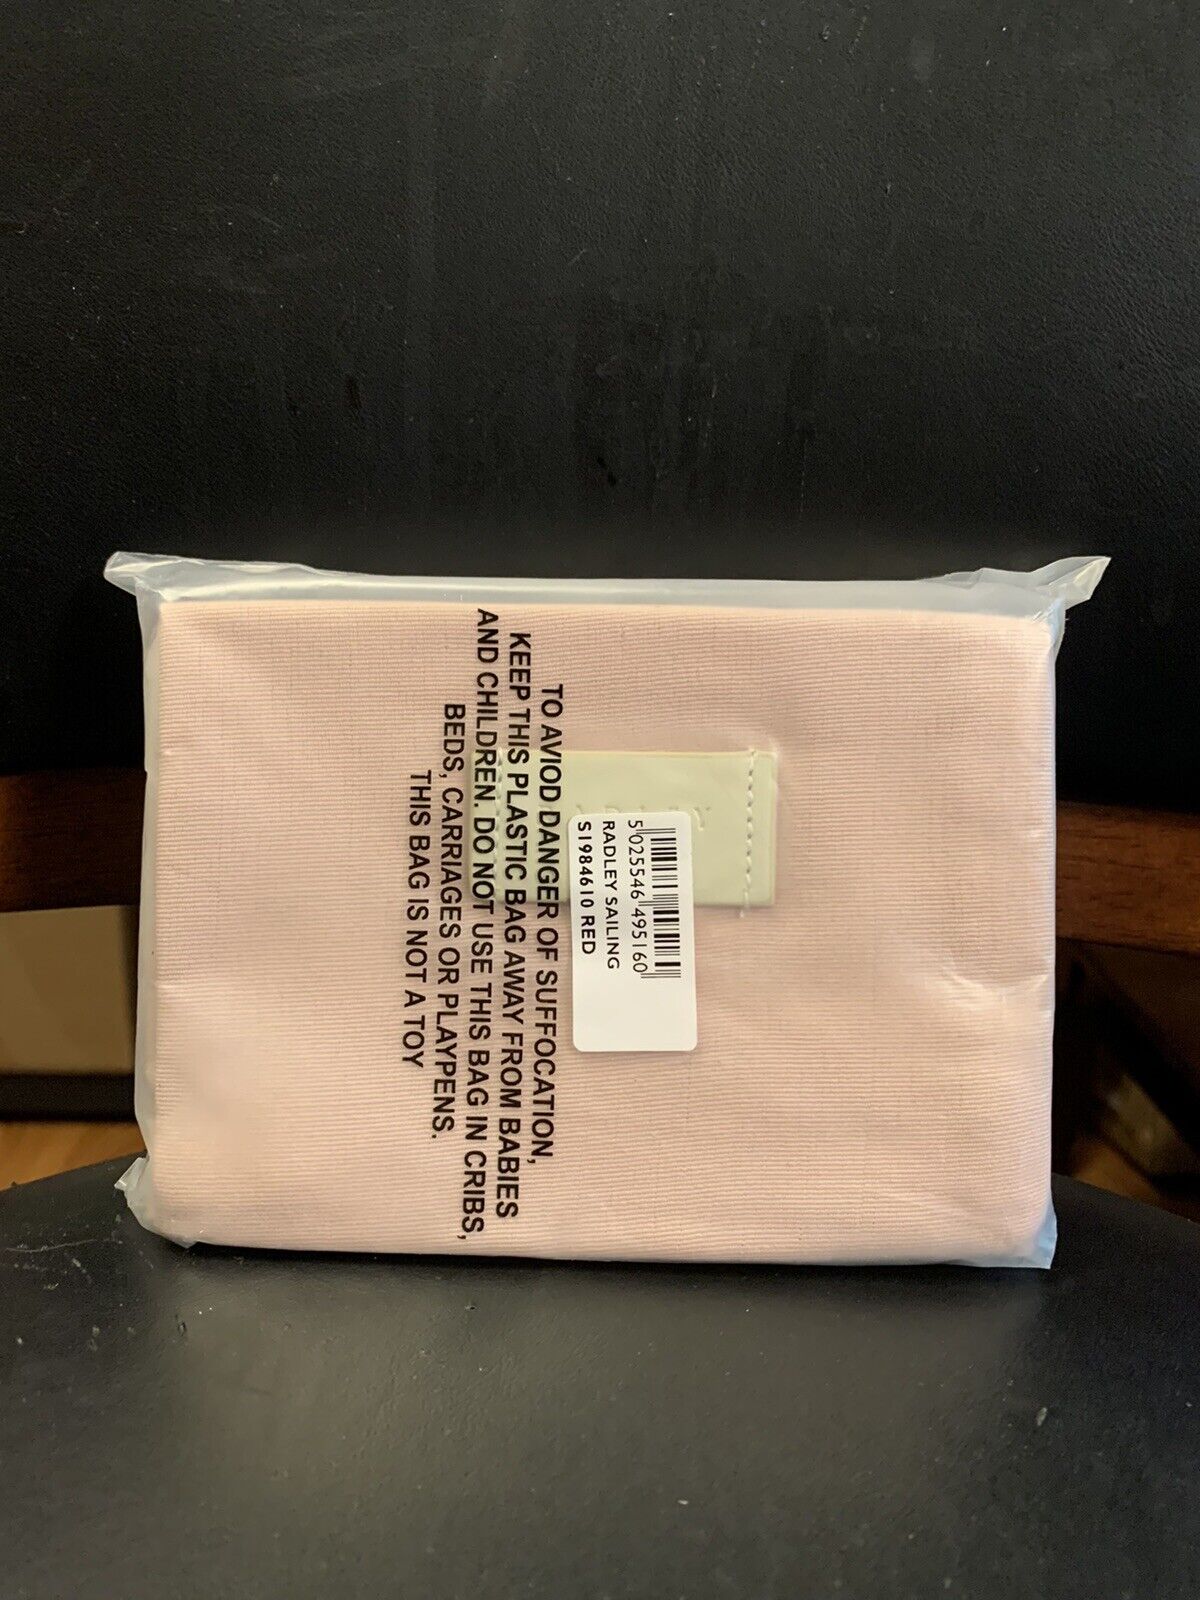 TO AVIOD DANGER OF SUFFOCATION,
KEEP THIS PLASTIC BAG AWAY FROM BABIES
AND CHILDREN. DO NOT USE THIS BAG IN CRIBS,
BEDS, CARRIAGES OR PLAYPENS.
THIS BAG IS NOT A TOY
5 025546 495160
RADLEY SAILING
S1984610 RED